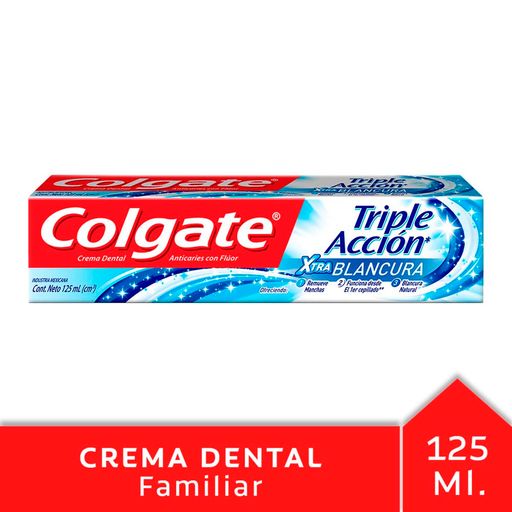 Colgate®
Crema Dental Anticaries con Flúor
INDUSTRIA MEXICANA
Cont. Neto 125 mL (cm³)
Triple
Acción*
XTRA BLANCURA
Ofreciendo:
1 Remueve Manchas
2 Funciona desde El 1er cepillado**
3 Blancura Natural
CREMA DENTAL
Familiar
125
Ml.